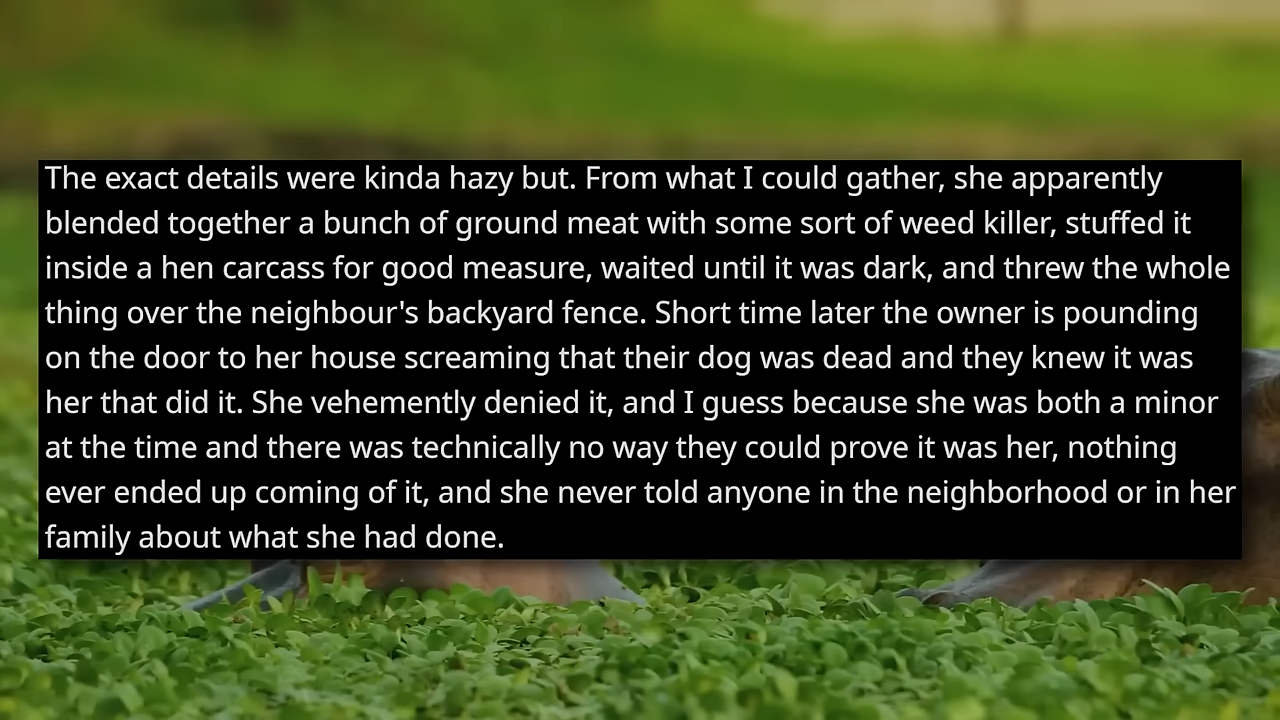 The exact details were kinda hazy but. From what I could gather, she apparently
blended together a bunch of ground meat with some sort of weed killer, stuffed it
inside a hen carcass for good measure, waited until it was dark, and threw the whole
thing over the neighbour's backyard fence. Short time later the owner is pounding
on the door to her house screaming that their dog was dead and they knew it was
her that did it. She vehemently denied it, and I guess because she was both a minor
at the time and there was technically no way they could prove it was her, nothing
ever ended up coming of it, and she never told anyone in the neighborhood or in her
family about what she had done.